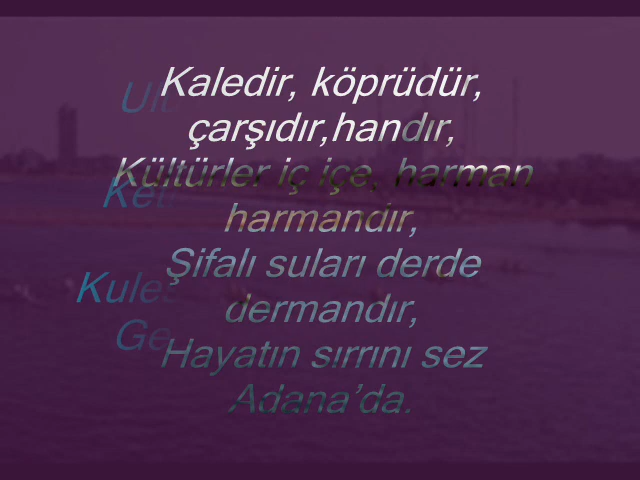 Kaledir, köprüdür,
çarşıdır,handır,
Kültürler iç içe, harman
harmandır,
Şifalı suları derde
dermandır,
Hayatın sırrını sez
Adana’da.